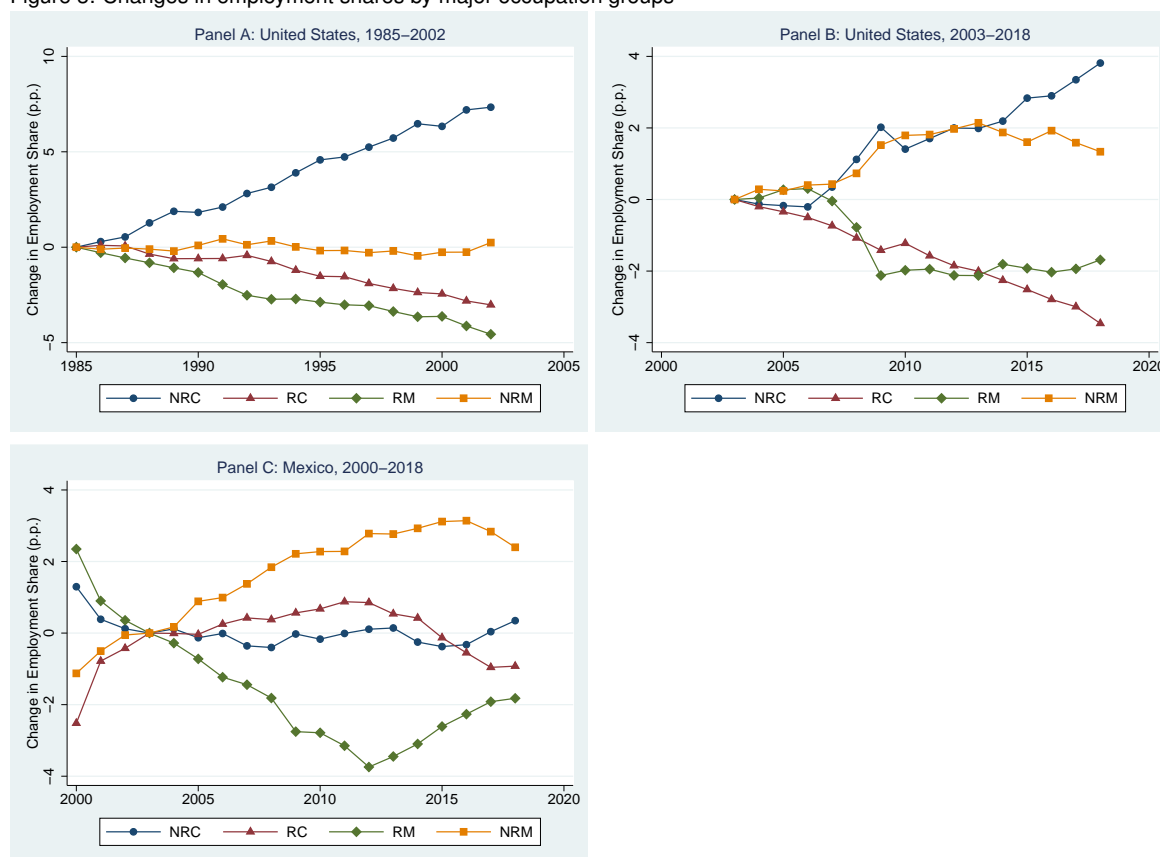 Figure 3: Changes in employment shares by major occupation groups
Panel A: United States, 1985−2002
Change in Employment Share (p.p.)
10
5
0
−5
1985 1990 1995 2000 2005
NRC RC RM NRM
Panel B: United States, 2003−2018
Change in Employment Share (p.p.)
4
2
0
−2
−4
2000 2005 2010 2015 2020
NRC RC RM NRM
Panel C: Mexico, 2000−2018
Change in Employment Share (p.p.)
4
2
0
−2
−4
2000 2005 2010 2015 2020
NRC RC RM NRM